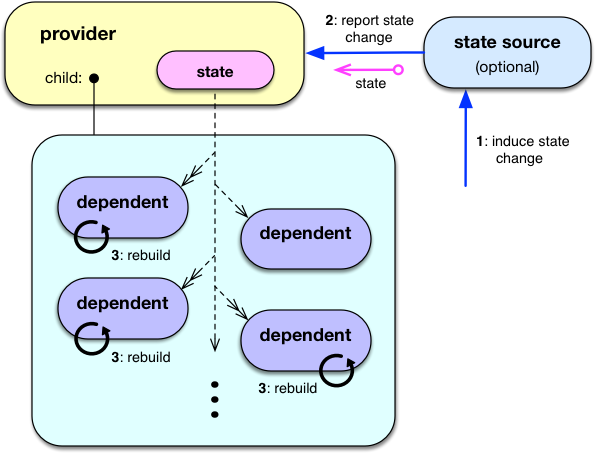 provider
child:
state
2: report state
change
state
state source
(optional)
1: induce state
change
dependent
3: rebuild
dependent
dependent
3: rebuild
dependent
3: rebuild